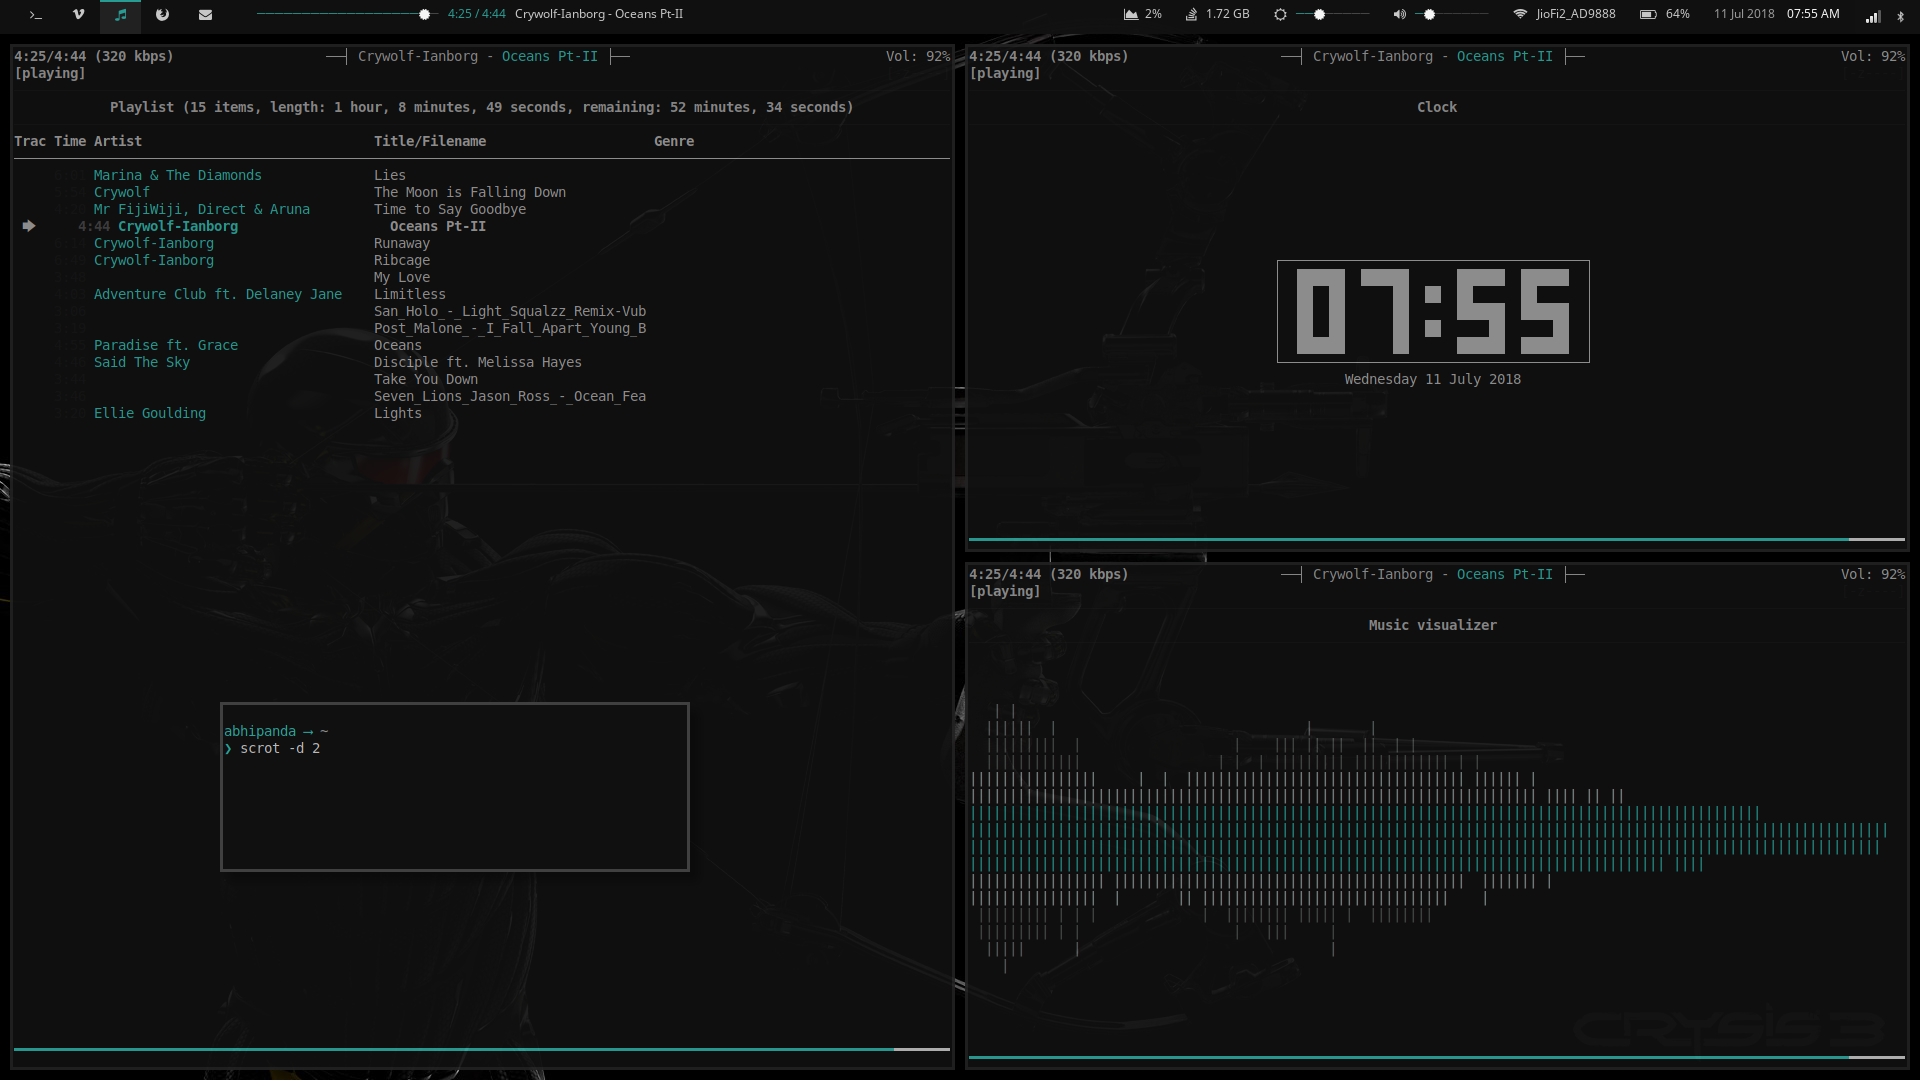 4:25 / 4:44 Crywolf-Ianborg - Oceans Pt-II
2% 1.72 GB JioFi2_AD9888 64% 11 Jul 2018 07:55 AM
4:25/4:44 (320 kbps) Crywolf-Ianborg - Oceans Pt-II Vol: 92%
[playing]
Playlist (15 items, length: 1 hour, 8 minutes, 49 seconds, remaining: 52 minutes, 34 seconds)
Trac Time Artist Title/Filename Genre
Marina & The Diamonds Lies
Crywolf The Moon is Falling Down
Mr FijiWiji, Direct & Aruna Time to Say Goodbye
4:44 Crywolf-Ianborg Oceans Pt-II
Crywolf-Ianborg Runaway
Crywolf-Ianborg Ribcage
My Love
Adventure Club ft. Delaney Jane Limitless
San_Holo_-_Light_Squalzz_Remix-Vub
Post_Malone_-_I_Fall_Apart_Young_B
Paradise ft. Grace Oceans
Said The Sky Disciple ft. Melissa Hayes
Take You Down
Seven_Lions_Jason_Ross_-_Ocean_Fea
Ellie Goulding Lights
abhipanda → ~
❯ scrot -d 2
4:25/4:44 (320 kbps) Crywolf-Ianborg - Oceans Pt-II Vol: 92%
[playing]
Clock
07:55
Wednesday 11 July 2018
4:25/4:44 (320 kbps) Crywolf-Ianborg - Oceans Pt-II Vol: 92%
[playing]
Music visualizer
CRYSIS 3